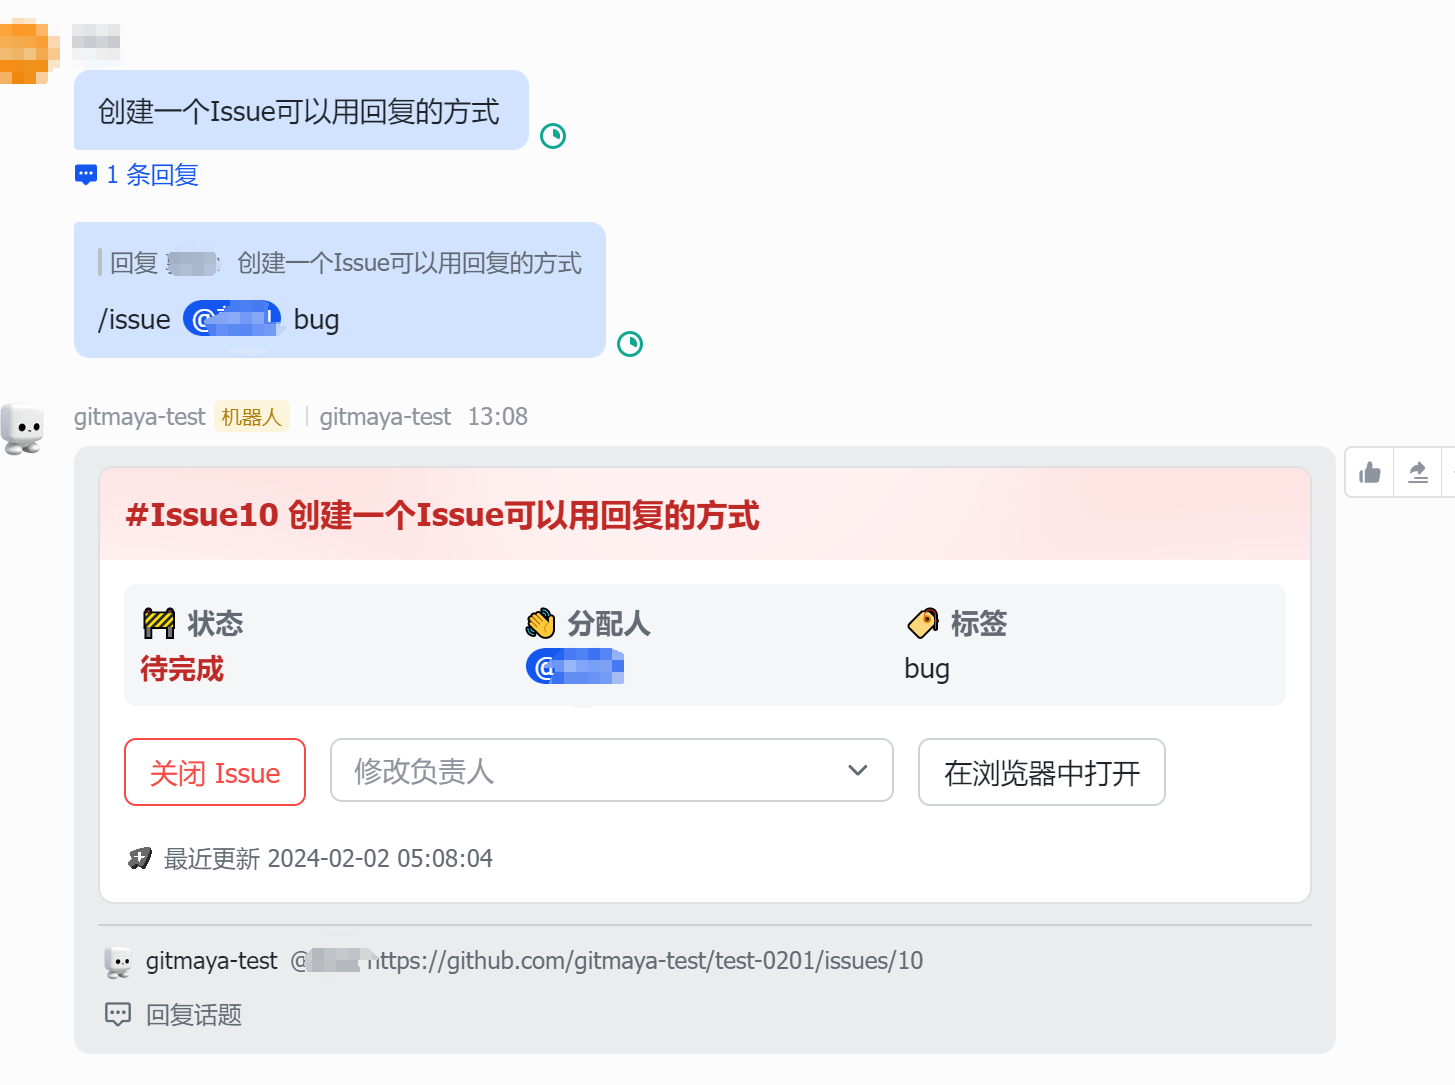 创建一个Issue可以用回复的方式
1 条回复
回复 创建一个Issue可以用回复的方式
/issue @ bug
gitmaya-test 机器人 gitmaya-test 13:08
#Issue10 创建一个Issue可以用回复的方式
状态 分配人 标签
待完成 @ bug
关闭 Issue 修改负责人 在浏览器中打开
最近更新 2024-02-02 05:08:04
gitmaya-test @ https://github.com/gitmaya-test/test-0201/issues/10
回复话题